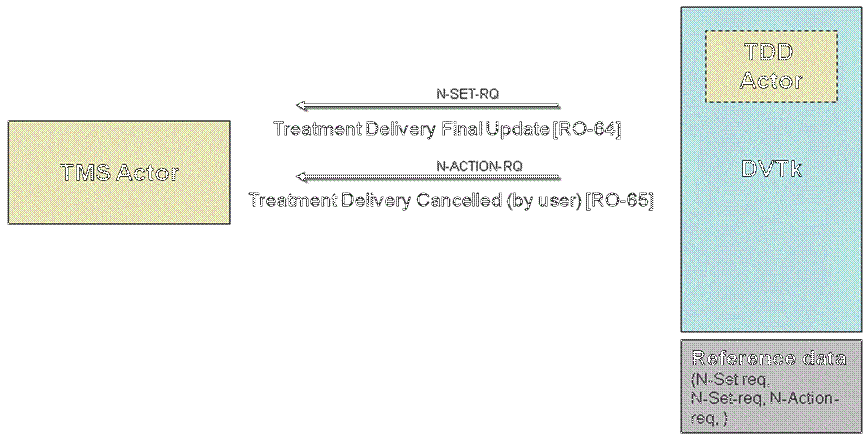 TDD
Actor
N-SET-RQ
Treatment Delivery Final Update [RO-64]
TMS Actor
N-ACTION-RQ
DVTk
Treatment Delivery Cancelled (by user) [RO-65]
Reference data
(N-Set req,
N-Set-req, N-Action-
req, )